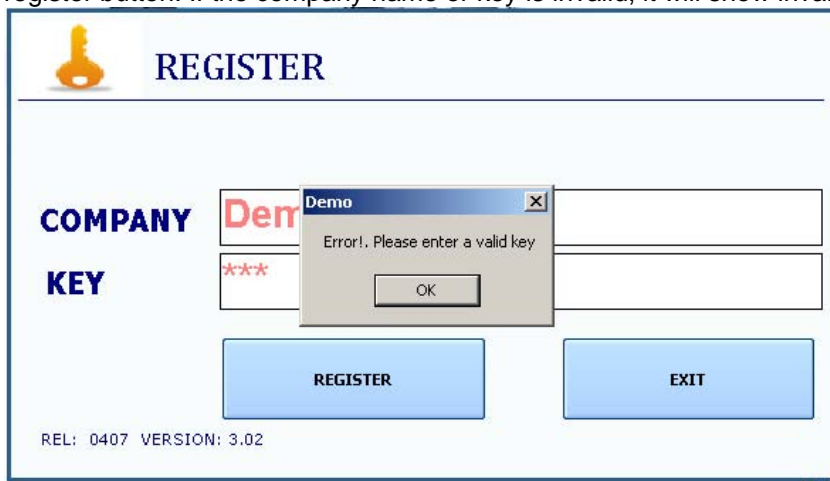 register button. If the company name or key is invalid, it will show inva
REGISTER
COMPANY
Dem
Demo
Error!. Please enter a valid key
OK
KEY
***
REGISTER
EXIT
REL: 0407 VERSION: 3.02